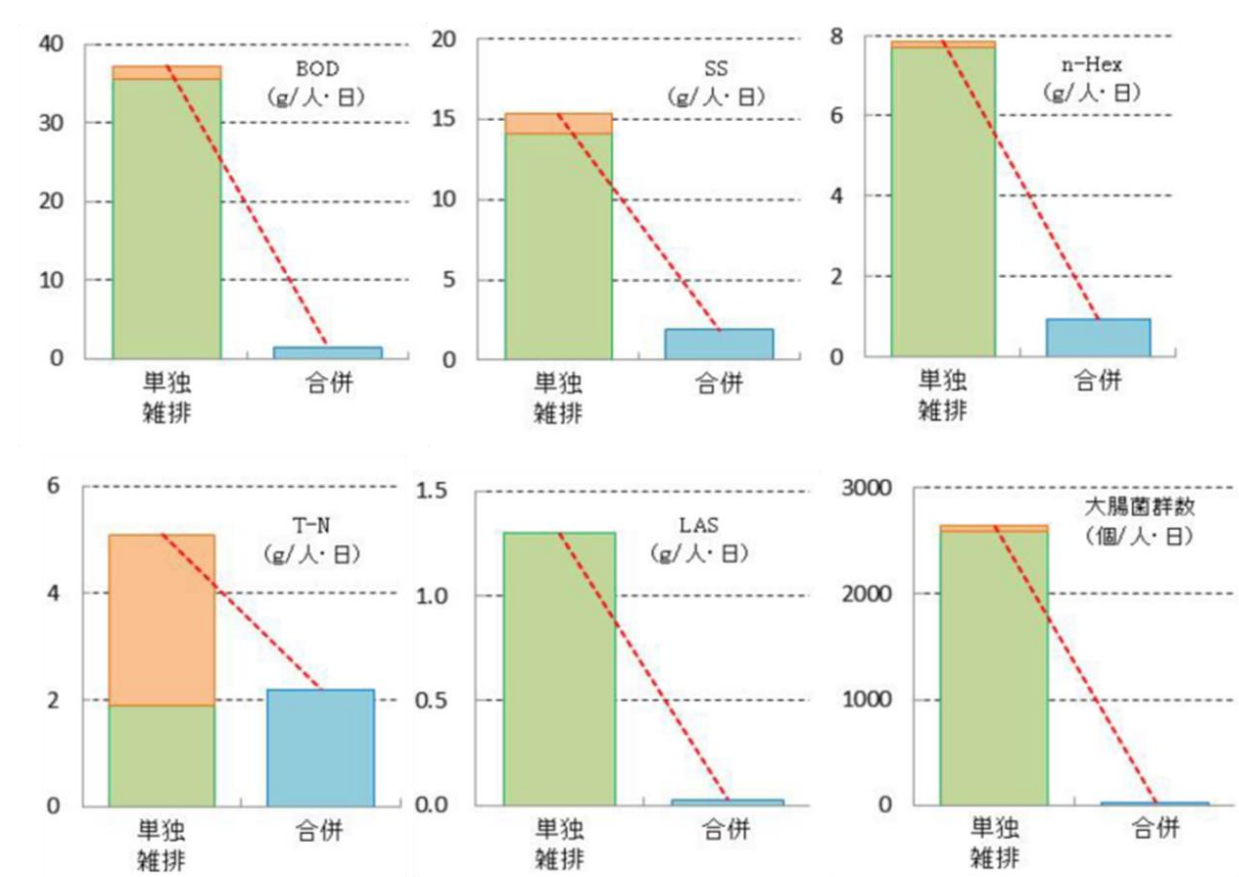 40
30
20
10
0
BOD
(g/人･日)
単独
雑排
合併
20
15
10
5
0
SS
(g/人･日)
単独
雑排
合併
8
6
4
2
0
n-Hex
(g/人･日)
単独
雑排
合併
6
4
2
0
T-N
(g/人･日)
単独
雑排
合併
1.5
1.0
0.5
0.0
LAS
(g/人･日)
単独
雑排
合併
3000
2000
1000
0
大腸菌群数
(個/人･日)
単独
雑排
合併